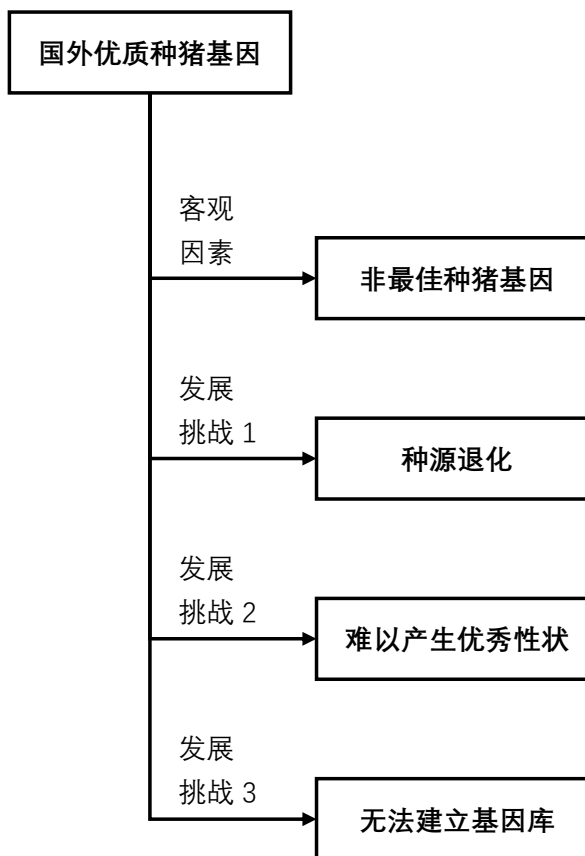 国外优质种猪基因
客观
因素
非最佳种猪基因
发展
挑战 1
种源退化
发展
挑战 2
难以产生优秀性状
发展
挑战 3
无法建立基因库